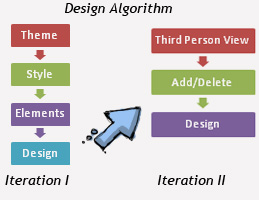 Design Algorithm
Theme
Style
Elements
Design
Iteration I
Third Person View
Add/Delete
Design
Iteration II